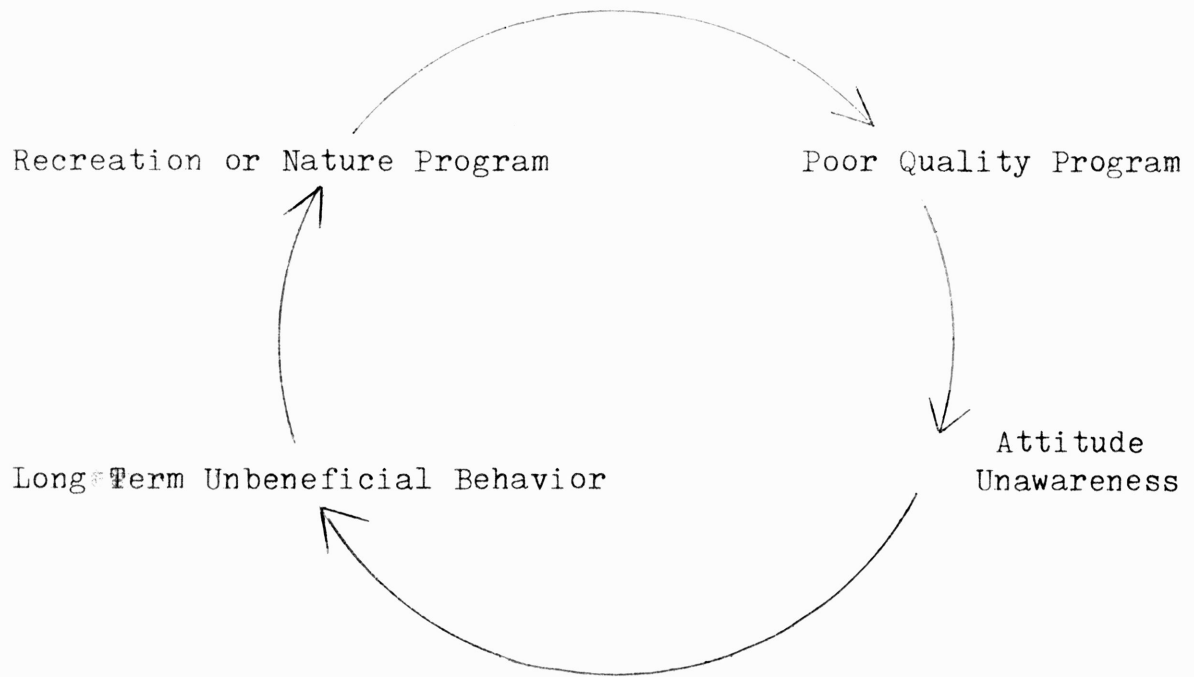 Recreation or Nature Program
Poor Quality Program
Attitude
Unawareness
Long Term Unbeneficial Behavior